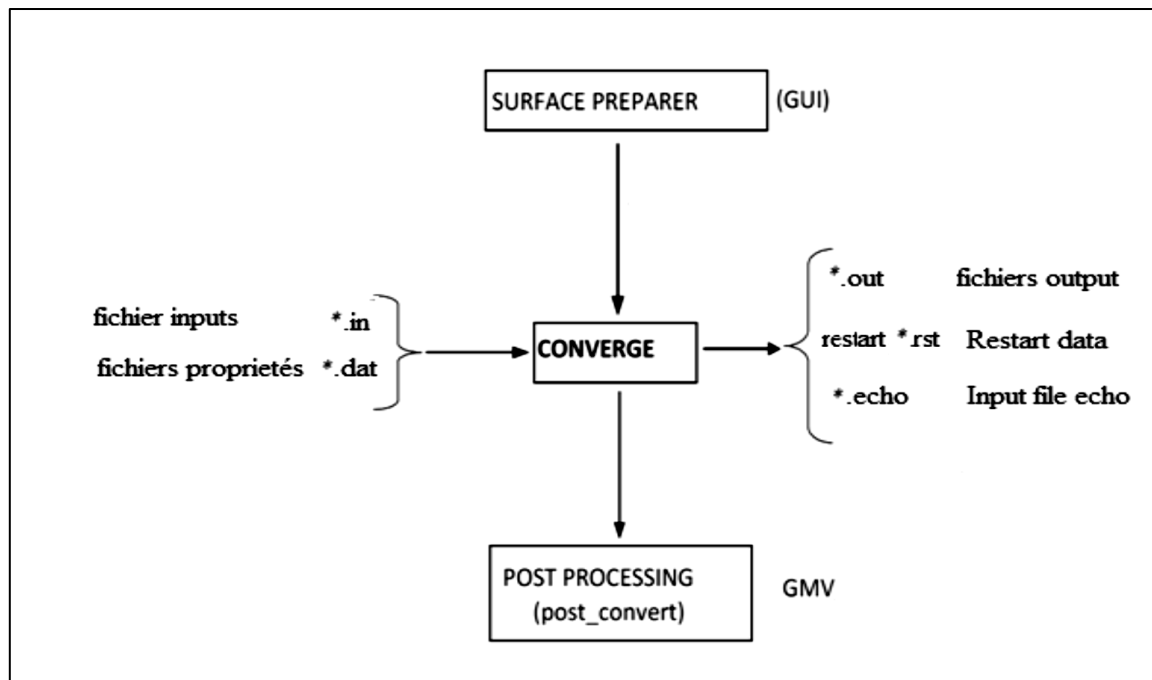 SURFACE PREPARER (GUI)
fichier inputs *.in
fichiers proprietés *.dat
CONVERGE
*.out fichiers output
restart *.rst Restart data
*.echo Input file echo
POST PROCESSING
(post_convert)
GMV